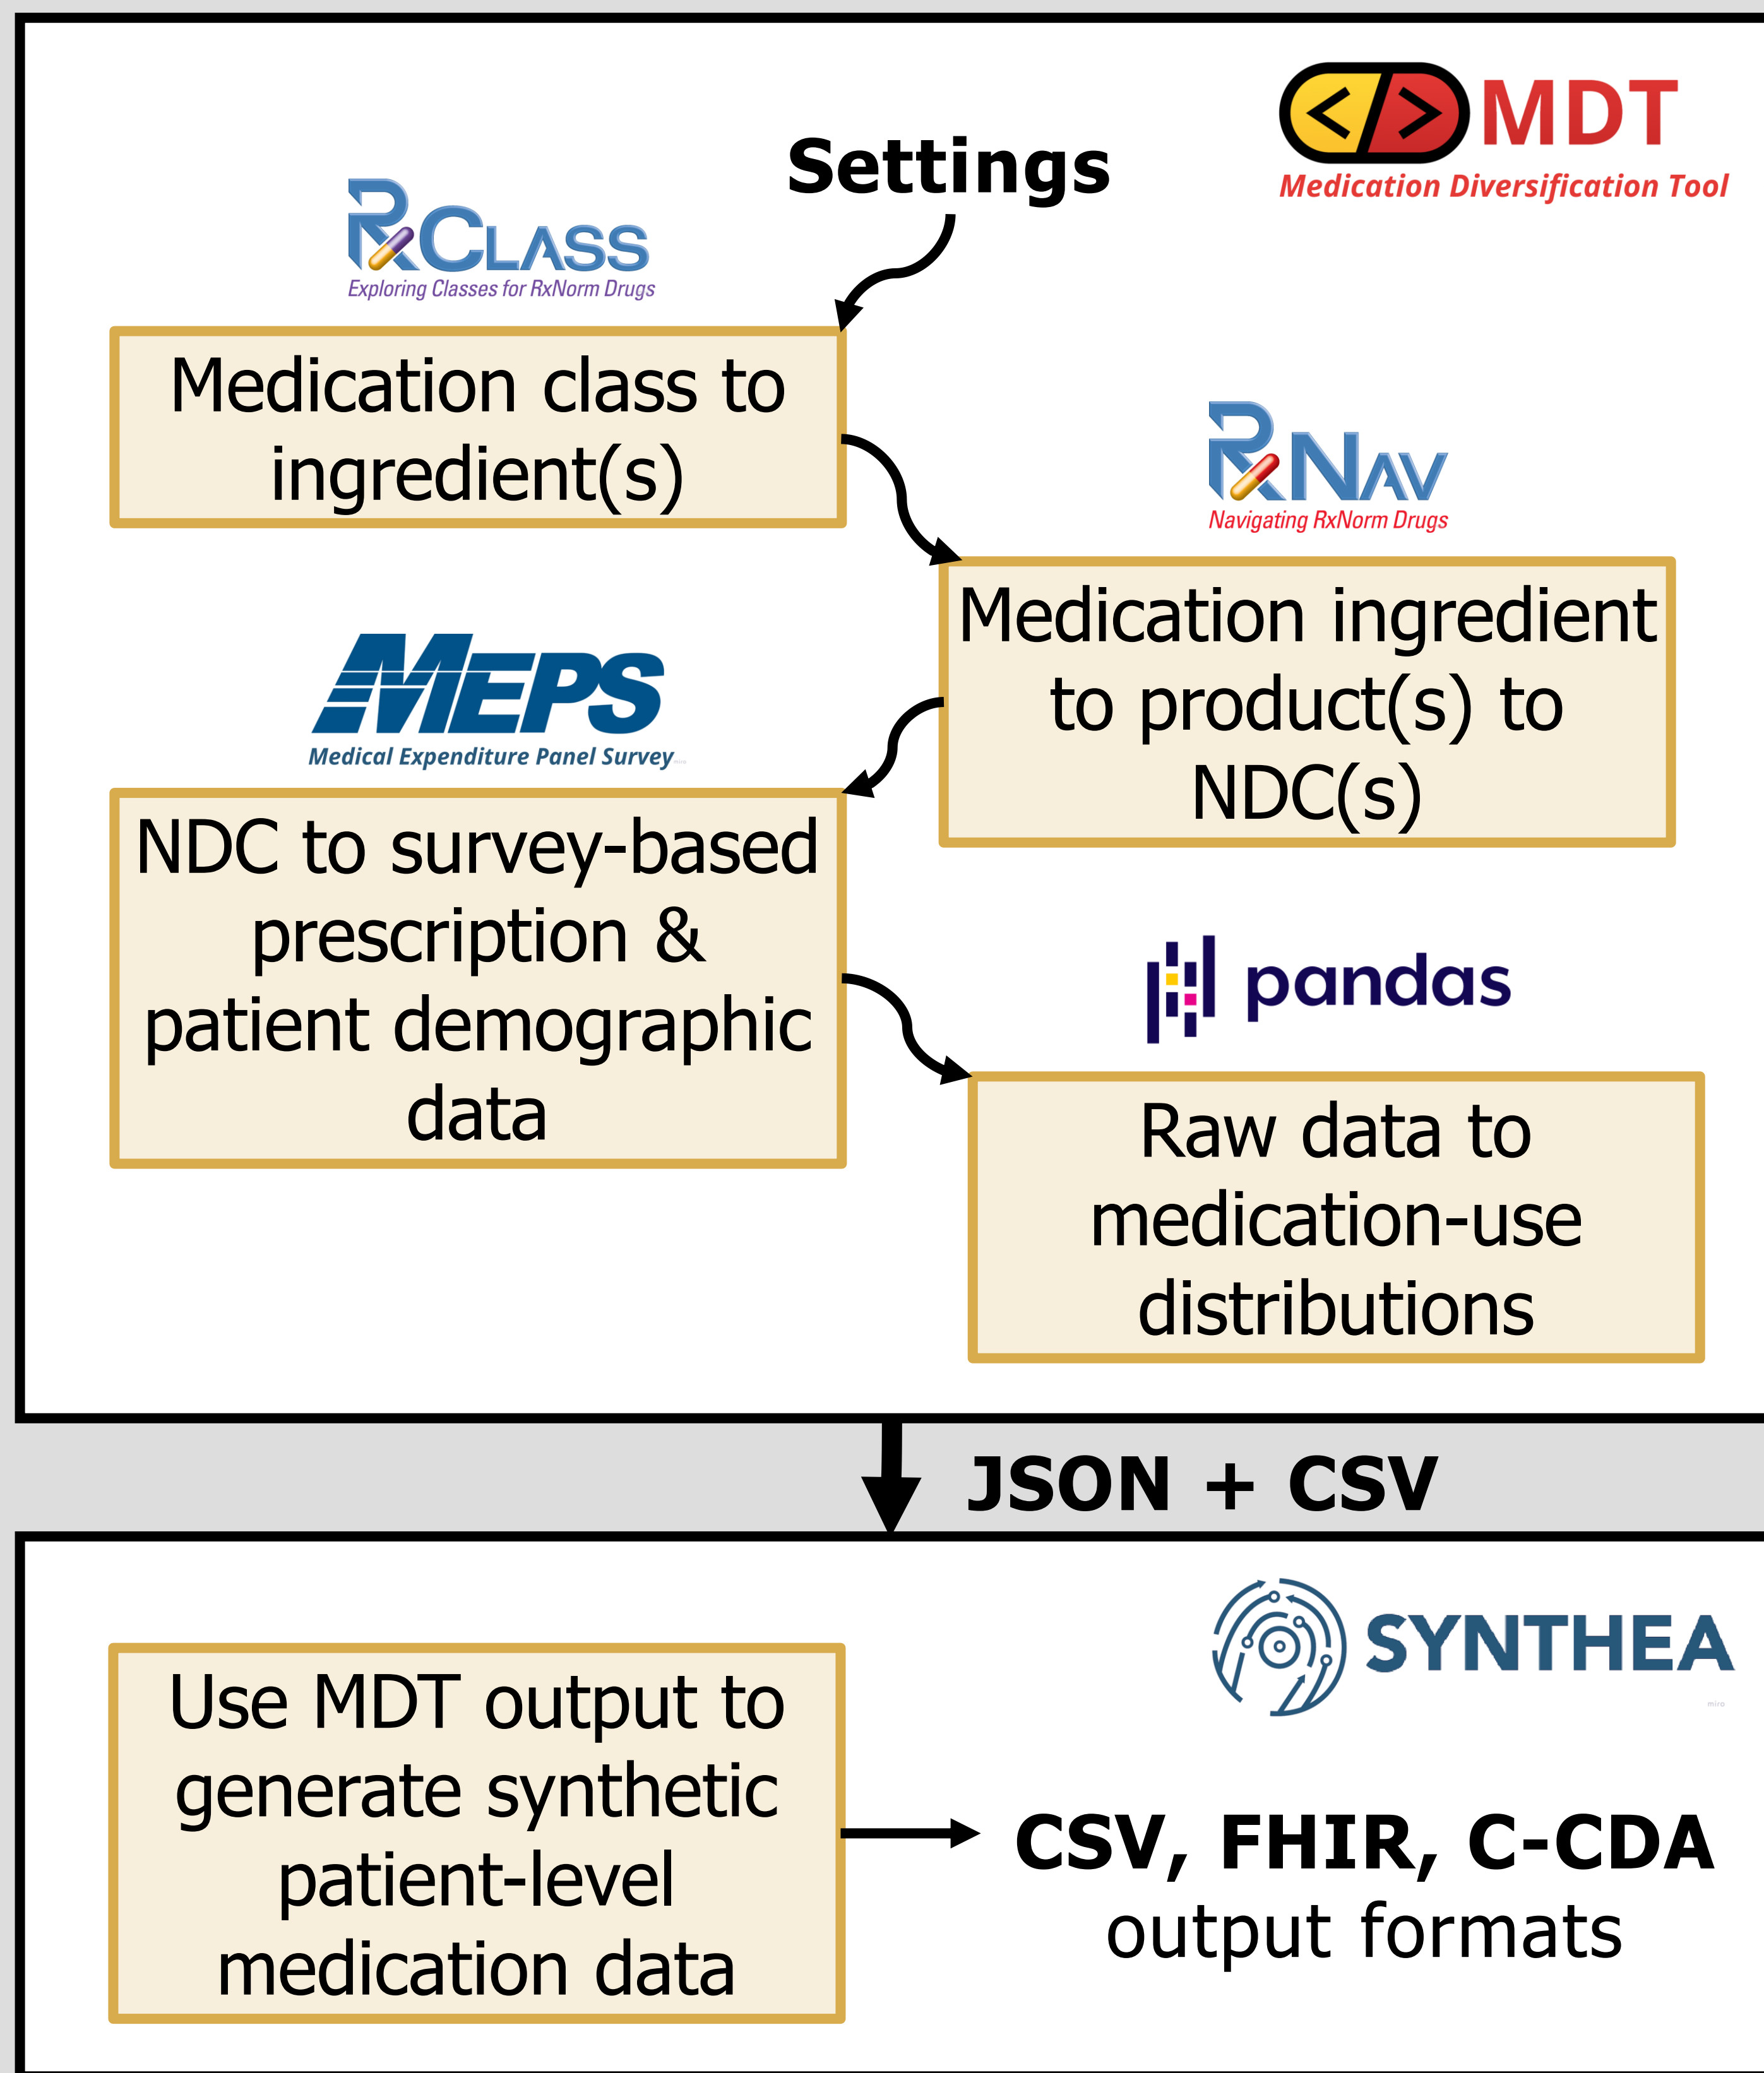 MDT
Medication Diversification Tool
Settings
RxCLASS
Exploring Classes for RxNorm Drugs
Medication class to
ingredient(s)
RxNAV
Navigating RxNorm Drugs
Medication ingredient
to product(s) to
NDC(s)
MEPS
Medical Expenditure Panel Survey
miro
NDC to survey-based
prescription &
patient demographic
data
pandas
Raw data to
medication-use
distributions
JSON + CSV
SYNTHEA
miro
Use MDT output to
generate synthetic
patient-level
medication data
CSV, FHIR, C-CDA
output formats